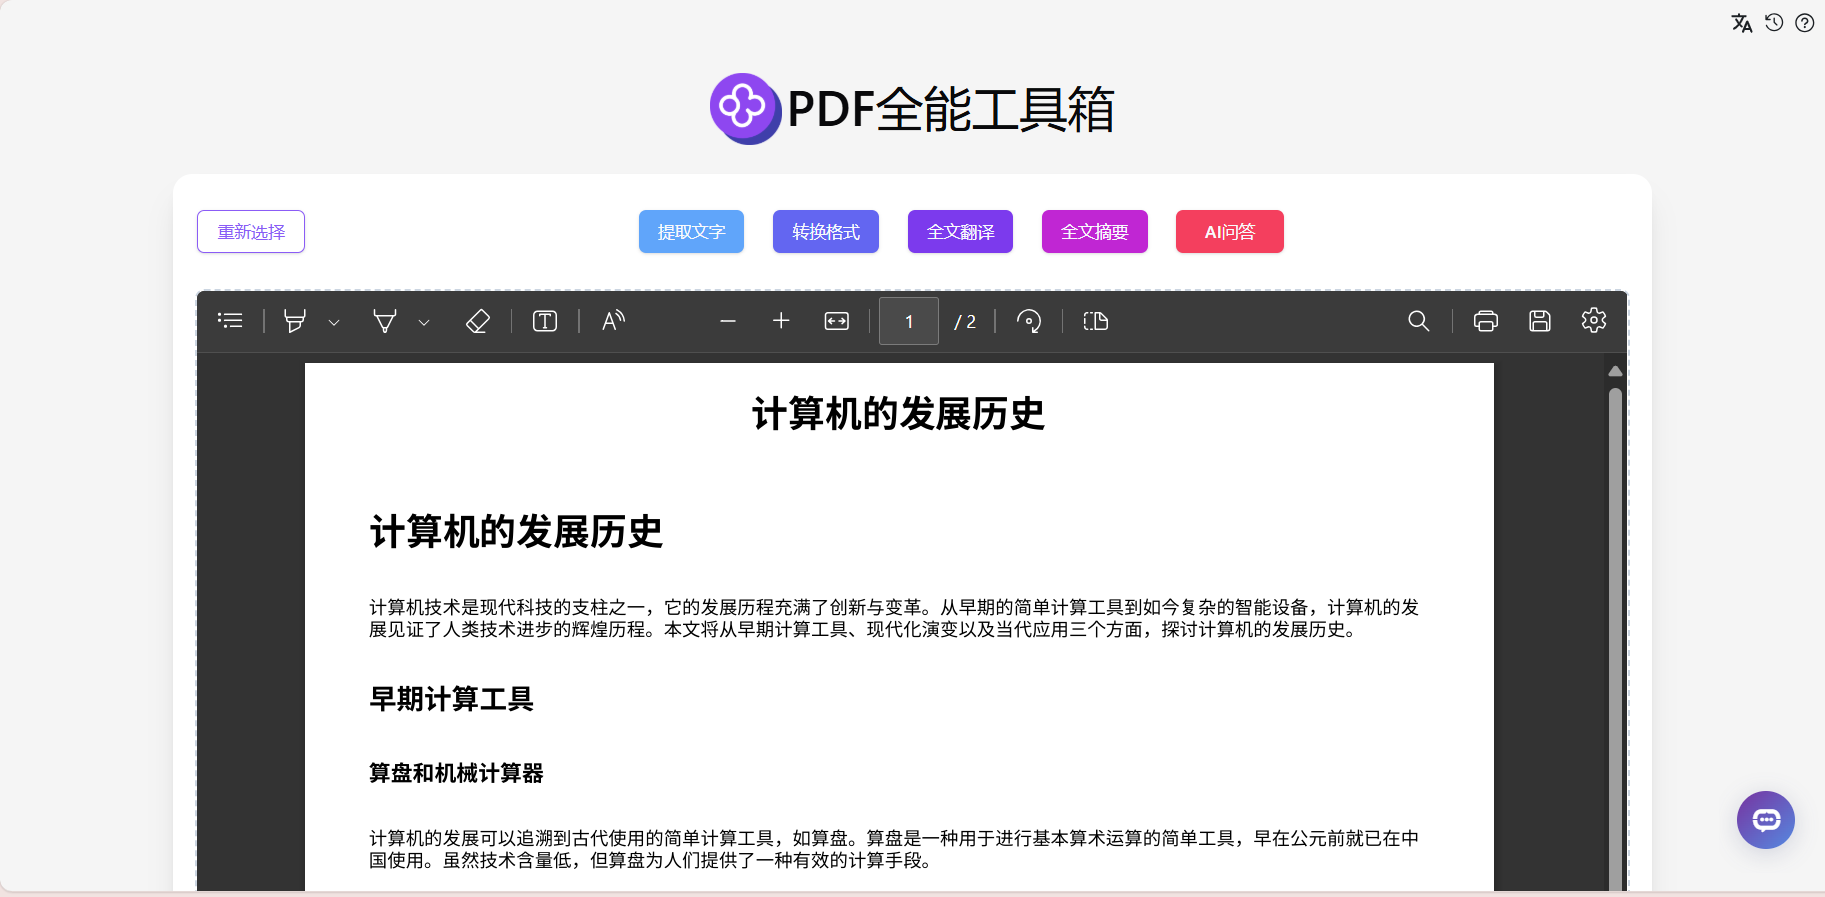 PDF全能工具箱
重新选择
提取文字
转换格式
全文翻译
全文摘要
AI问答
1
/ 2
计算机的发展历史
计算机的发展历史
计算机技术是现代科技的支柱之一，它的发展历程充满了创新与变革。从早期的简单计算工具到如今复杂的智能设备，计算机的发
展见证了人类技术进步的辉煌历程。本文将从早期计算工具、现代化演变以及当代应用三个方面，探讨计算机的发展历史。
早期计算工具
算盘和机械计算器
计算机的发展可以追溯到古代使用的简单计算工具，如算盘。算盘是一种用于进行基本算术运算的简单工具，早在公元前就已在中
国使用。虽然技术含量低，但算盘为人们提供了一种有效的计算手段。